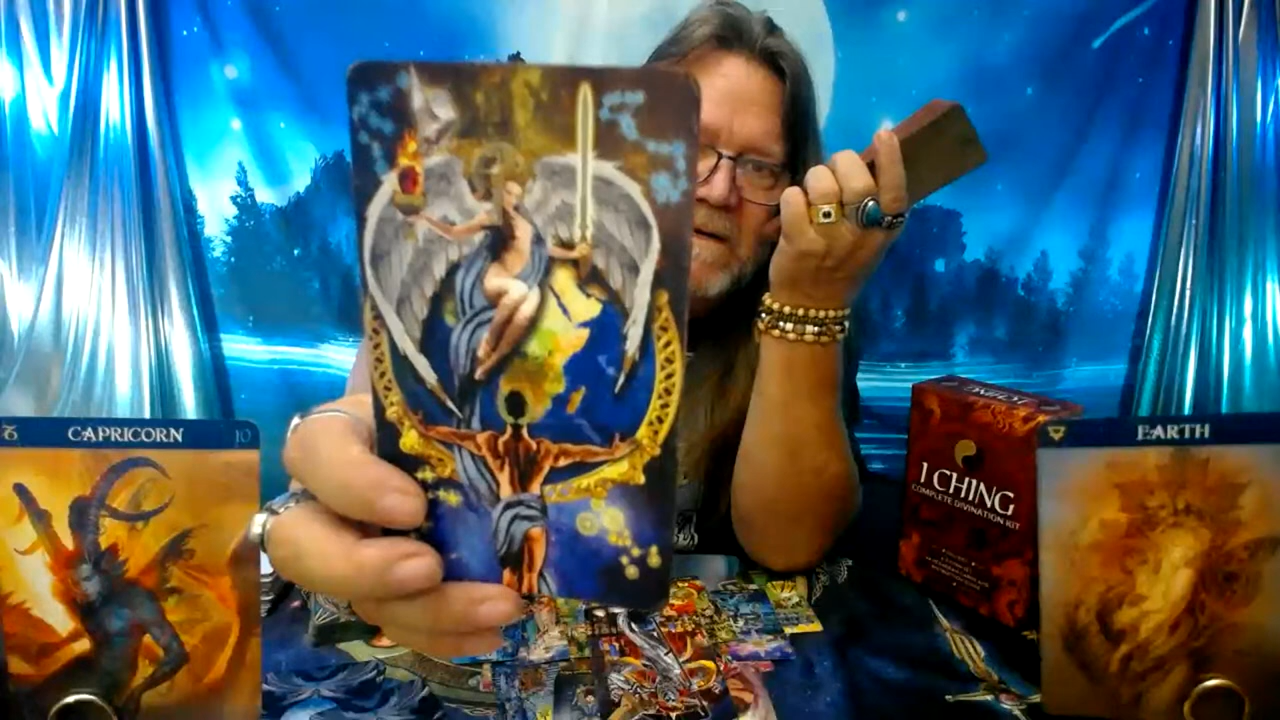 CAPRICORN
10
I CHING
COMPLETE DIVINATION KIT
EARTH